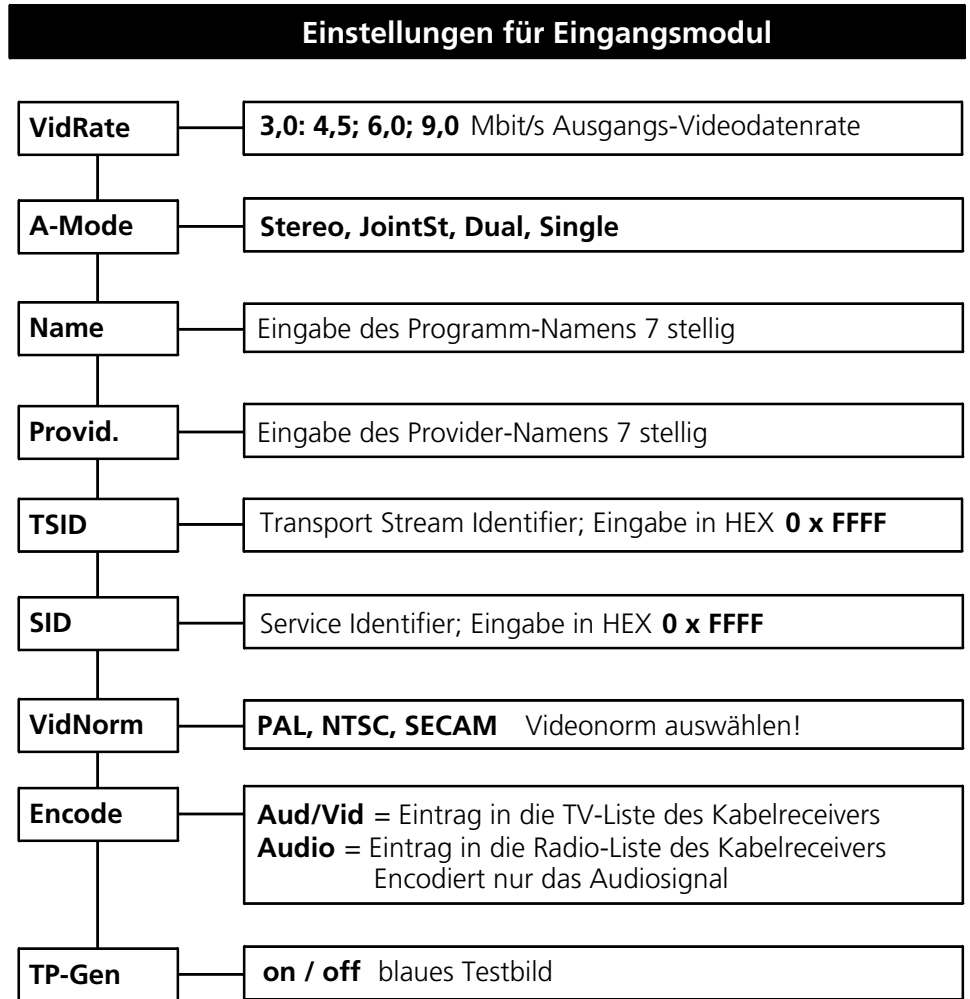 Einstellungen für Eingangsmodul
VidRate 3,0: 4,5; 6,0; 9,0 Mbit/s Ausgangs-Videodatenrate
A-Mode Stereo, JointSt, Dual, Single
Name Eingabe des Programm-Namens 7 stellig
Provid. Eingabe des Provider-Namens 7 stellig
TSID Transport Stream Identifier; Eingabe in HEX 0 x FFFF
SID Service Identifier; Eingabe in HEX 0 x FFFF
VidNorm PAL, NTSC, SECAM Videonorm auswählen!
Encode Aud/Vid = Eintrag in die TV-Liste des Kabelreceivers
Audio = Eintrag in die Radio-Liste des Kabelreceivers
Encodiert nur das Audiosignal
TP-Gen on / off blaues Testbild